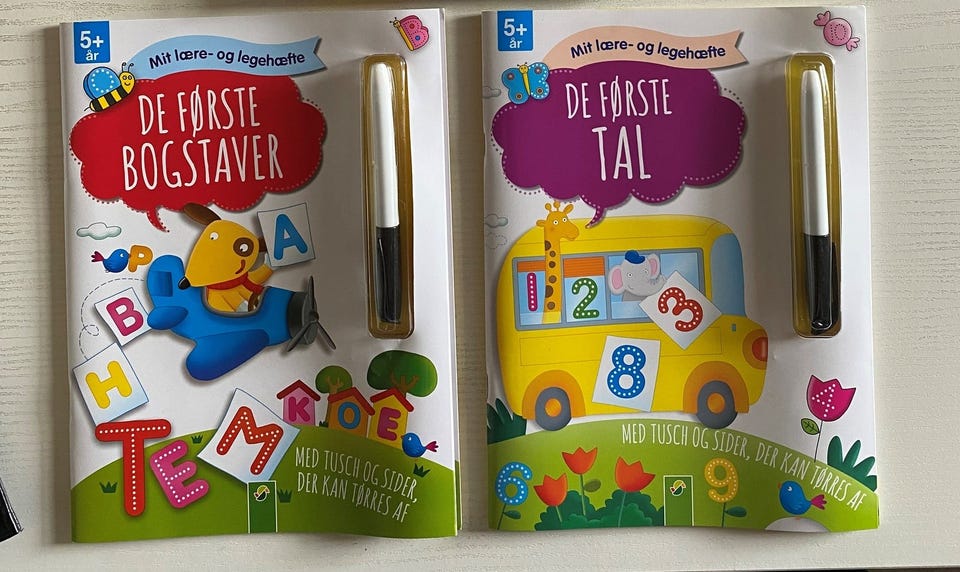 5+
år
Mit lære- og legehæfte
B
DE FØRSTE
BOGSTAVER
A
P
B
H
K O E
T E M
MED TUSCH OG SIDER,
DER KAN TØRRES AF
5+
år
Mit lære- og legehæfte
DE FØRSTE
TAL
1 2 3
8
4
MED TUSCH OG SIDER, DER KAN TØRRES AF
6 9